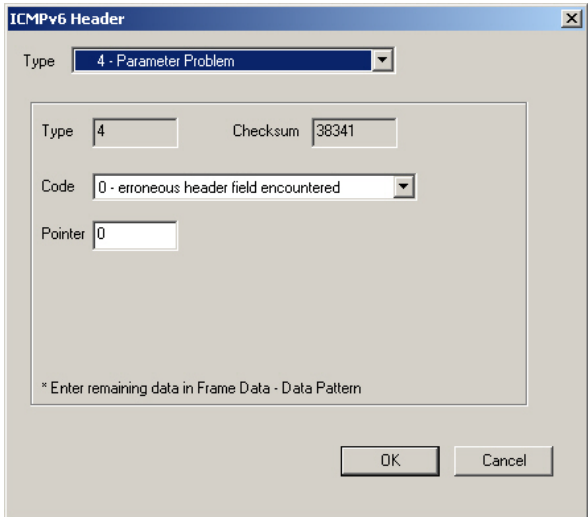 ICMPv6 Header
Type 4 - Parameter Problem
Type 4 Checksum 38341
Code 0 - erroneous header field encountered
Pointer 0
* Enter remaining data in Frame Data - Data Pattern
OK Cancel